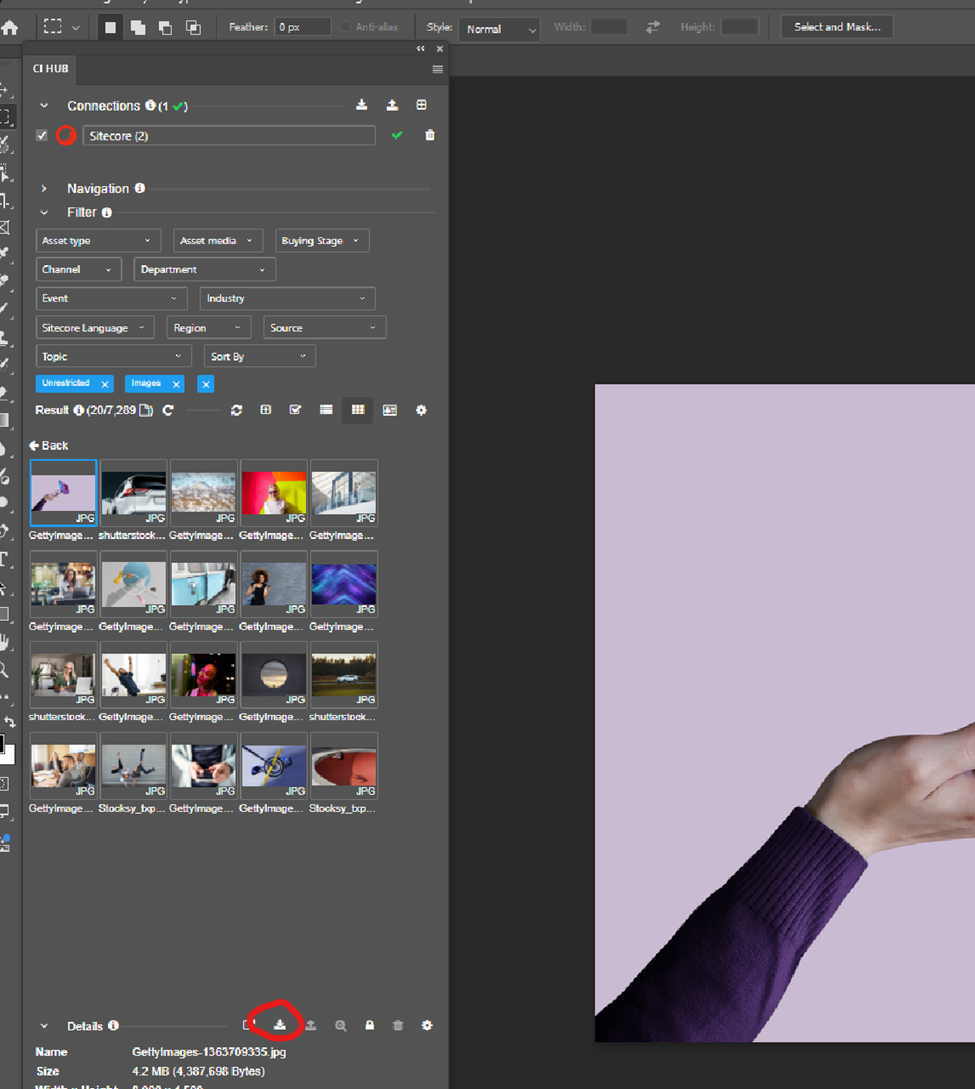 Feather: 0 px Anti-alias Style: Normal Width: Height: Select and Mask...
CI HUB
Connections (1 ✓)
Sitecore (2)
Navigation
Filter
Asset type Asset media Buying Stage
Channel Department
Event Industry
Sitecore Language Region Source
Topic Sort By
Unrestricted × Images × ×
Result (20/7,289)
Back
JPG JPG JPG JPG JPG
GettyImage... shutterstock... GettyImage... GettyImage... GettyImage...
JPG JPG JPG JPG JPG
GettyImage... GettyImage... GettyImage... GettyImage... GettyImage...
JPG JPG JPG JPG JPG
shutterstock... GettyImage... GettyImage... GettyImage... shutterstock...
JPG JPG JPG JPG JPG
GettyImage... Stocksy_txp... GettyImage... GettyImage... Stocksy_txp...
Details
Name GettyImages-1363709335.jpg
Size 4.2 MB (4,387,698 Bytes)